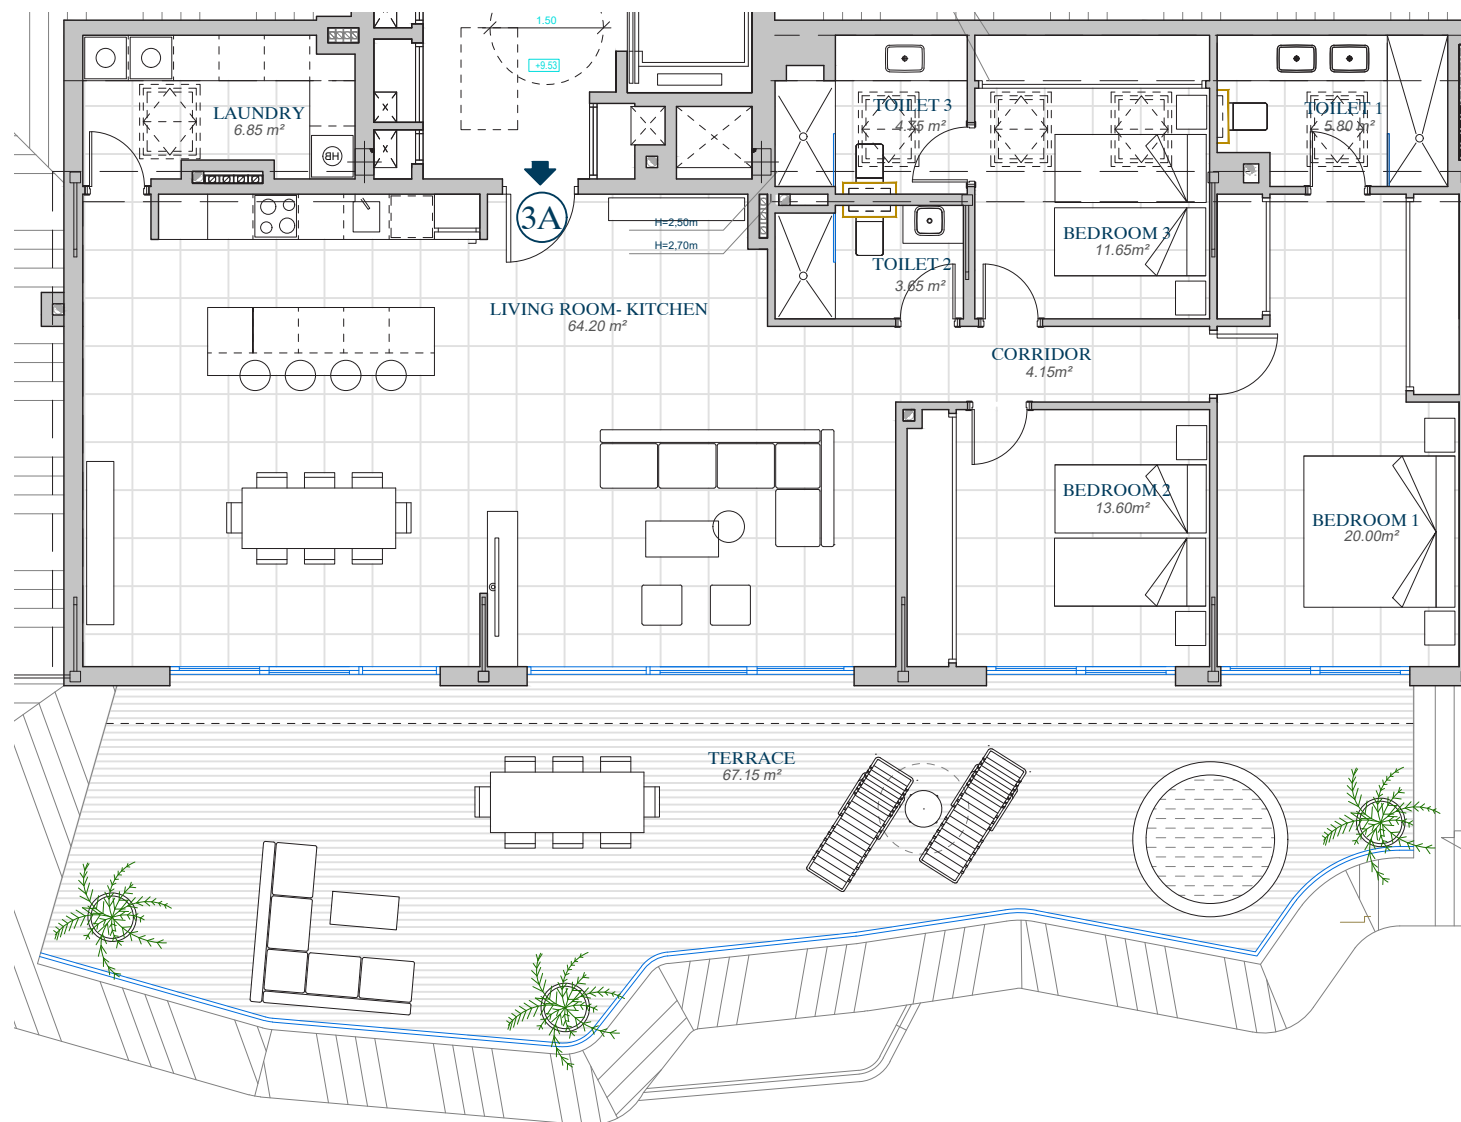 1.50
+9.53
LAUNDRY
6.85 m²
TOILET 3
4.35 m²
TOILET 1
5.80 m²
HB
3A
H=2,50m
H=2,70m
BEDROOM 3
11.65m²
TOILET 2
3.65 m²
LIVING ROOM- KITCHEN
64.20 m²
CORRIDOR
4.15m²
BEDROOM 2
13.60m²
BEDROOM 1
20.00m²
TERRACE
67.15 m²